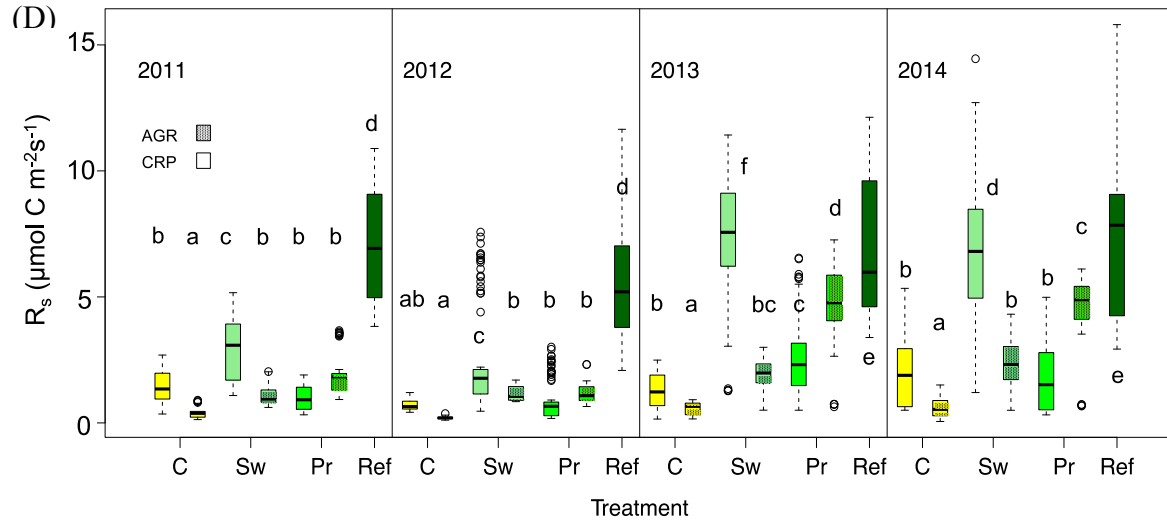 (D)
Rs (µmol C m-2s-1)
15
10
5
0
2011
2012
2013
2014
AGR
CRP
b a c b b b d
ab a c b b b d
b a f bc c d e
b a d b b c e
C Sw Pr Ref C Sw Pr Ref C Sw Pr Ref C Sw Pr Ref
Treatment